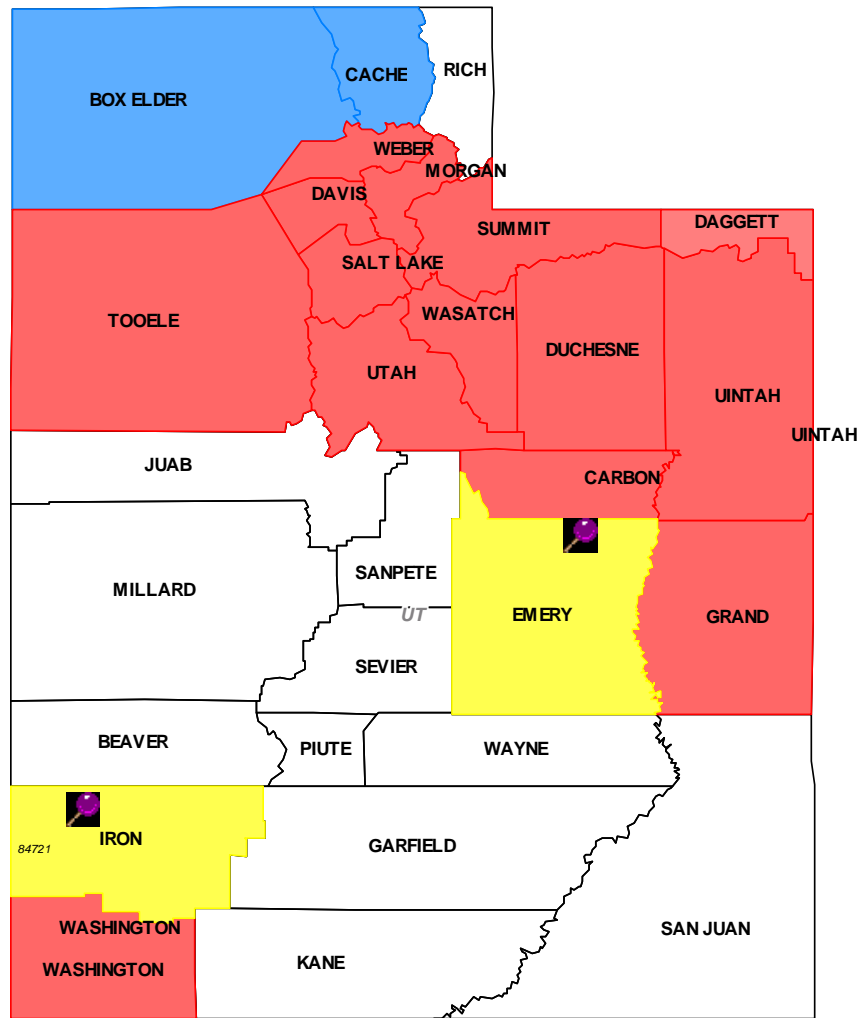 CACHE
RICH
BOX ELDER
WEBER
MORGAN
DAVIS
DAGGETT
SUMMIT
SALT LAKE
WASATCH
TOOELE
DUCHESNE
UTAH
UINTAH
UINTAH
JUAB
CARBON
SANPETE
MILLARD
UT
EMERY
GRAND
SEVIER
BEAVER
PIUTE
WAYNE
IRON
84721
GARFIELD
WASHINGTON
SAN JUAN
KANE
WASHINGTON